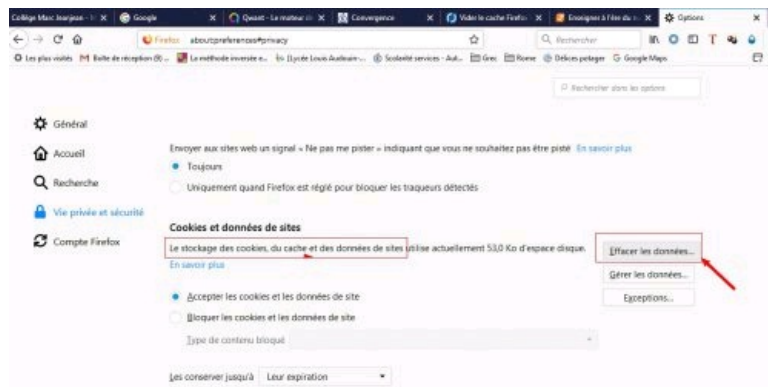 Collège Marc Jeanjean -
Google
Qwant - Le moteur
Convergence
Vider le cache Firefo
Enseigner à l'ère du
Options
Firefox about:preferences#privacy
Rechercher
Les plus visités Boîte de réception La méthode inversée Lycée Louis Scolarité services - Grec Rome Délices potager Google Maps
Rechercher dans les options
Général
Accueil
Recherche
Vie privée et sécurité
Compte Firefox
Envoyer aux sites web un signal « Ne pas me pister » indiquant que vous ne souhaitez pas être pisté En savoir plus
Toujours
Uniquement quand Firefox est réglé pour bloquer les traqueurs détectés
Cookies et données de sites
Le stockage des cookies, du cache et des données de sites utilise actuellement 53,0 Ko d'espace disque.
En savoir plus
Effacer les données...
Gérer les données...
Exceptions...
Accepter les cookies et les données de site
Bloquer les cookies et les données de site
Type de contenu bloqué
Les conserver jusqu'à Leur expiration